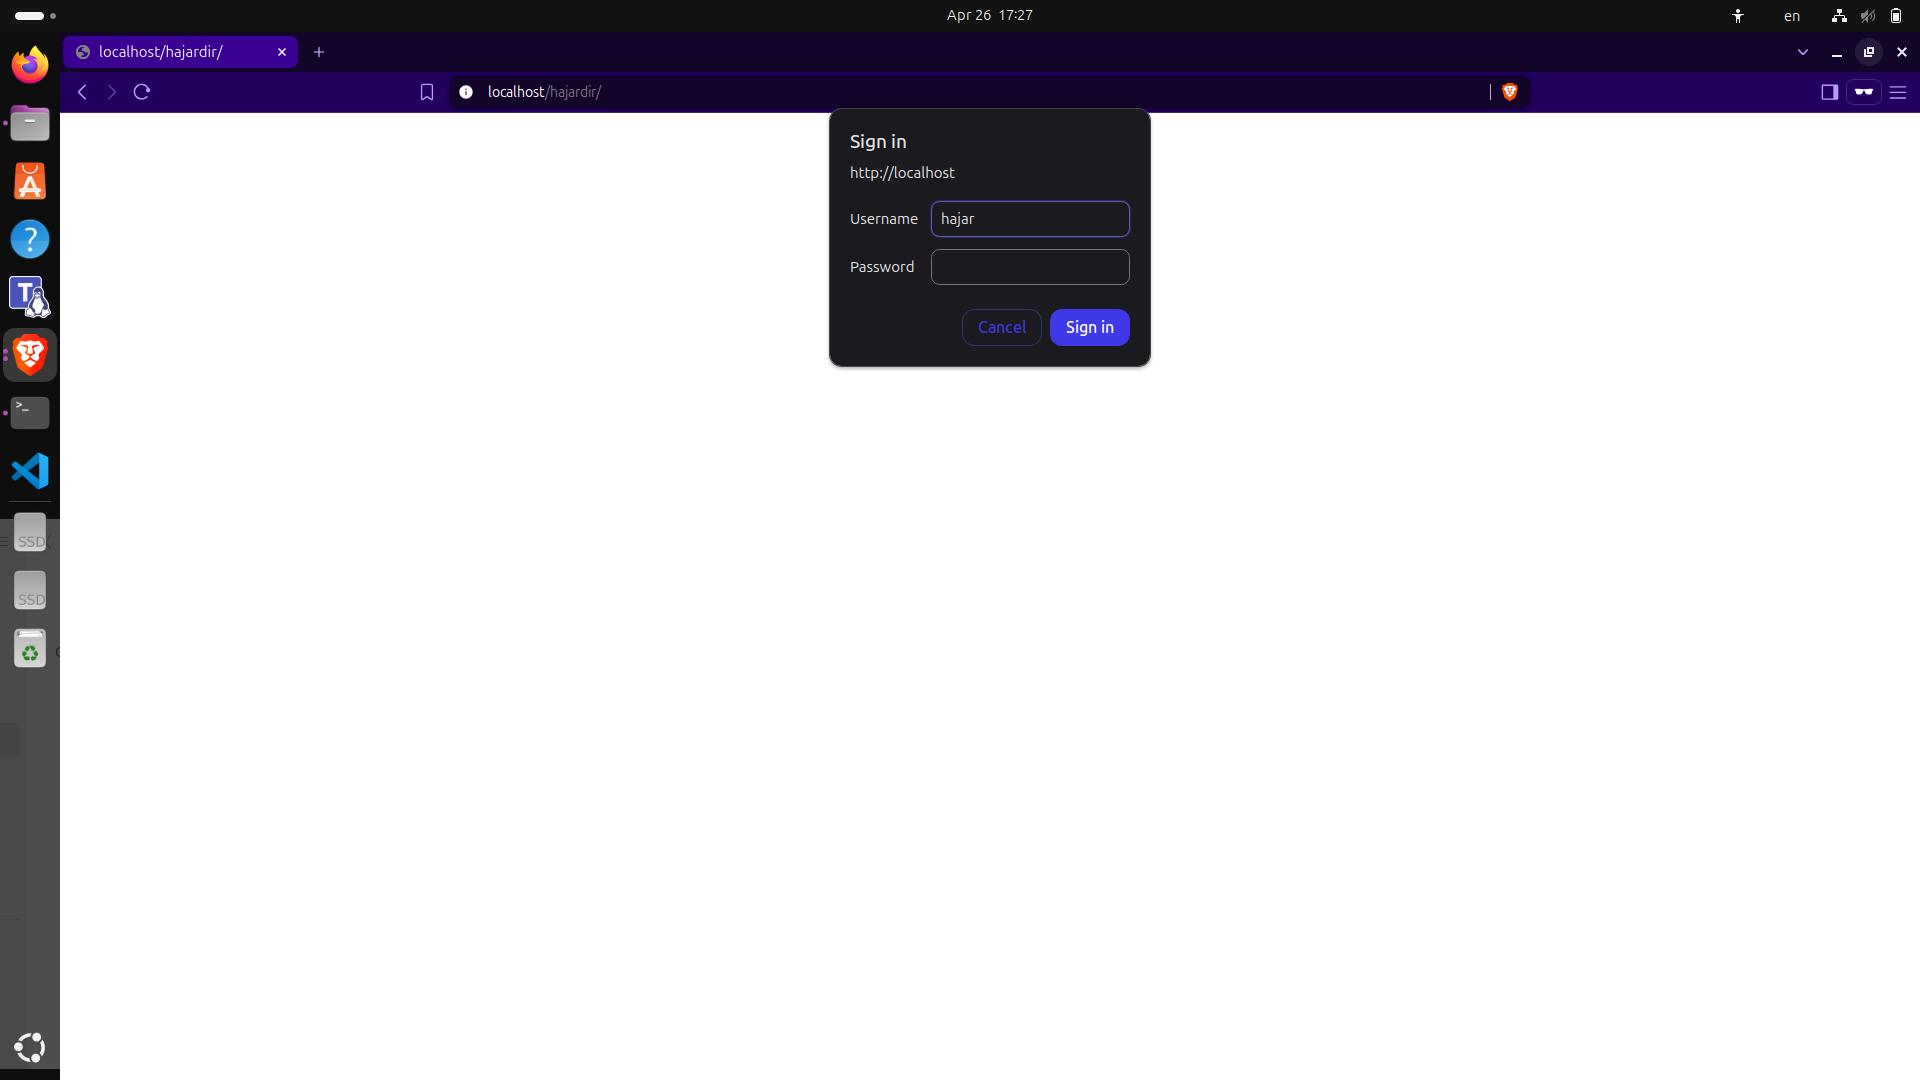 Apr 26 17:27
en
localhost/hajardir/
localhost/hajardir/
Sign in
http://localhost
Username hajar
Password
Cancel Sign in
SSD
SSD